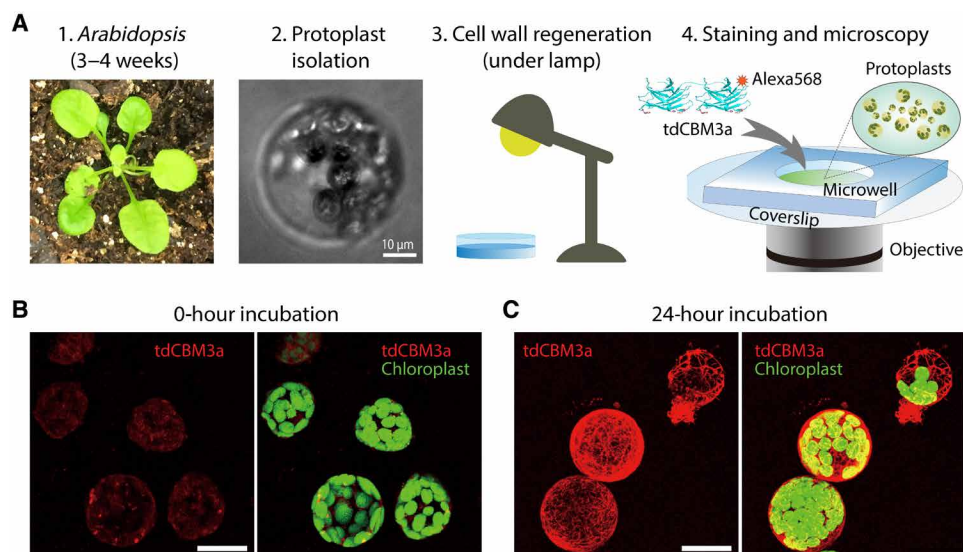 A
1. Arabidopsis
(3–4 weeks)
2. Protoplast
isolation
10 µm
3. Cell wall regeneration
(under lamp)
4. Staining and microscopy
Alexa568
tdCBM3a
Protoplasts
Microwell
Coverslip
Objective
B
0-hour incubation
tdCBM3a
tdCBM3a
Chloroplast
C
24-hour incubation
tdCBM3a
tdCBM3a
Chloroplast